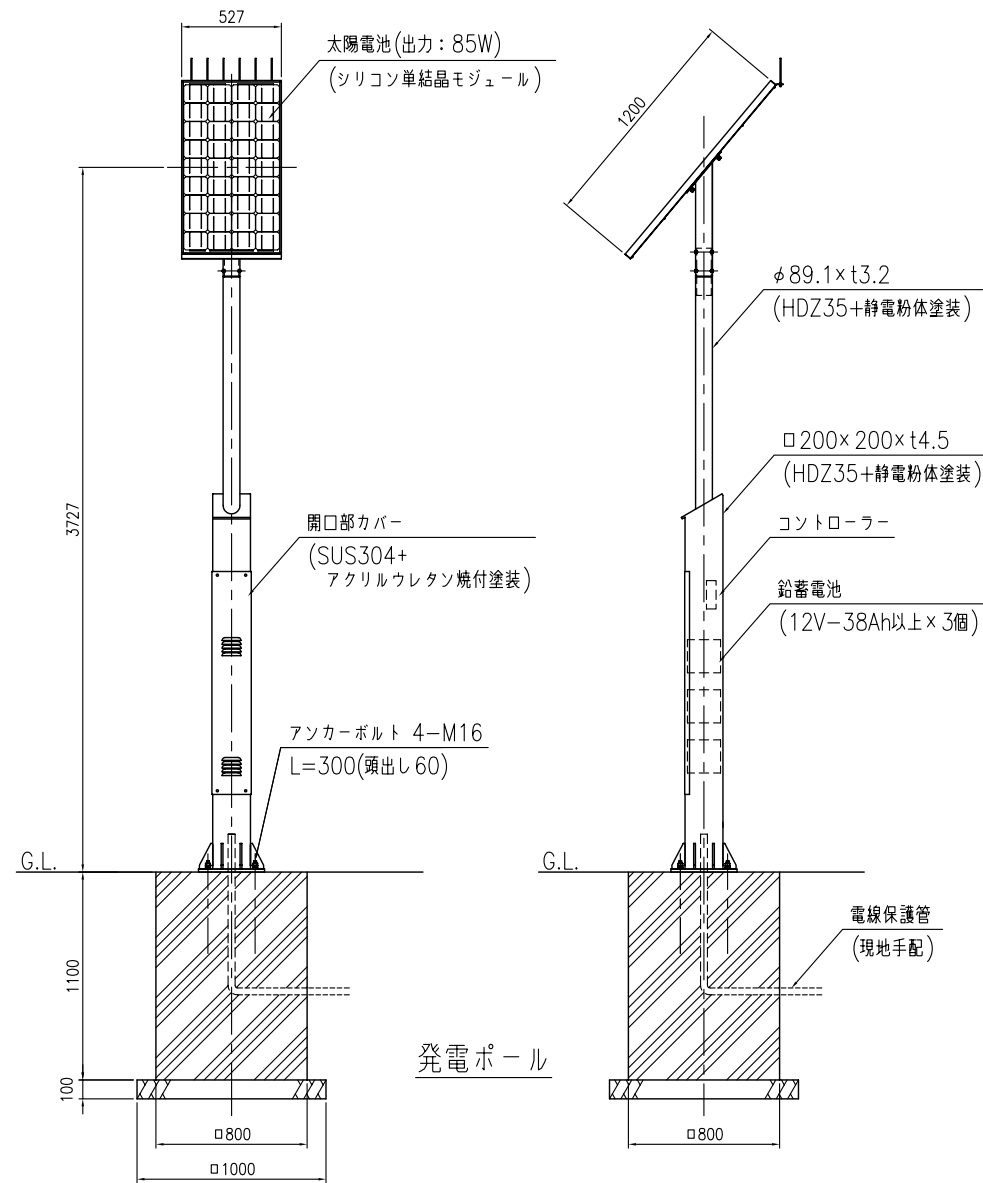 527
太陽電池(出力：85W)
(シリコン単結晶モジュール)
1200
φ89.1×t3.2
(HDZ35+静電粉体塗装)
□200×200×t4.5
(HDZ35+静電粉体塗装)
3727
開口部カバー
(SUS304+
アクリルウレタン焼付塗装)
コントローラー
鉛蓄電池
(12V-38Ah以上×3個)
アンカーボルト 4-M16
L=300(頭出し60)
G.L.
G.L.
電線保護管
(現地手配)
1100
発電ポール
100
□800
□800
□1000